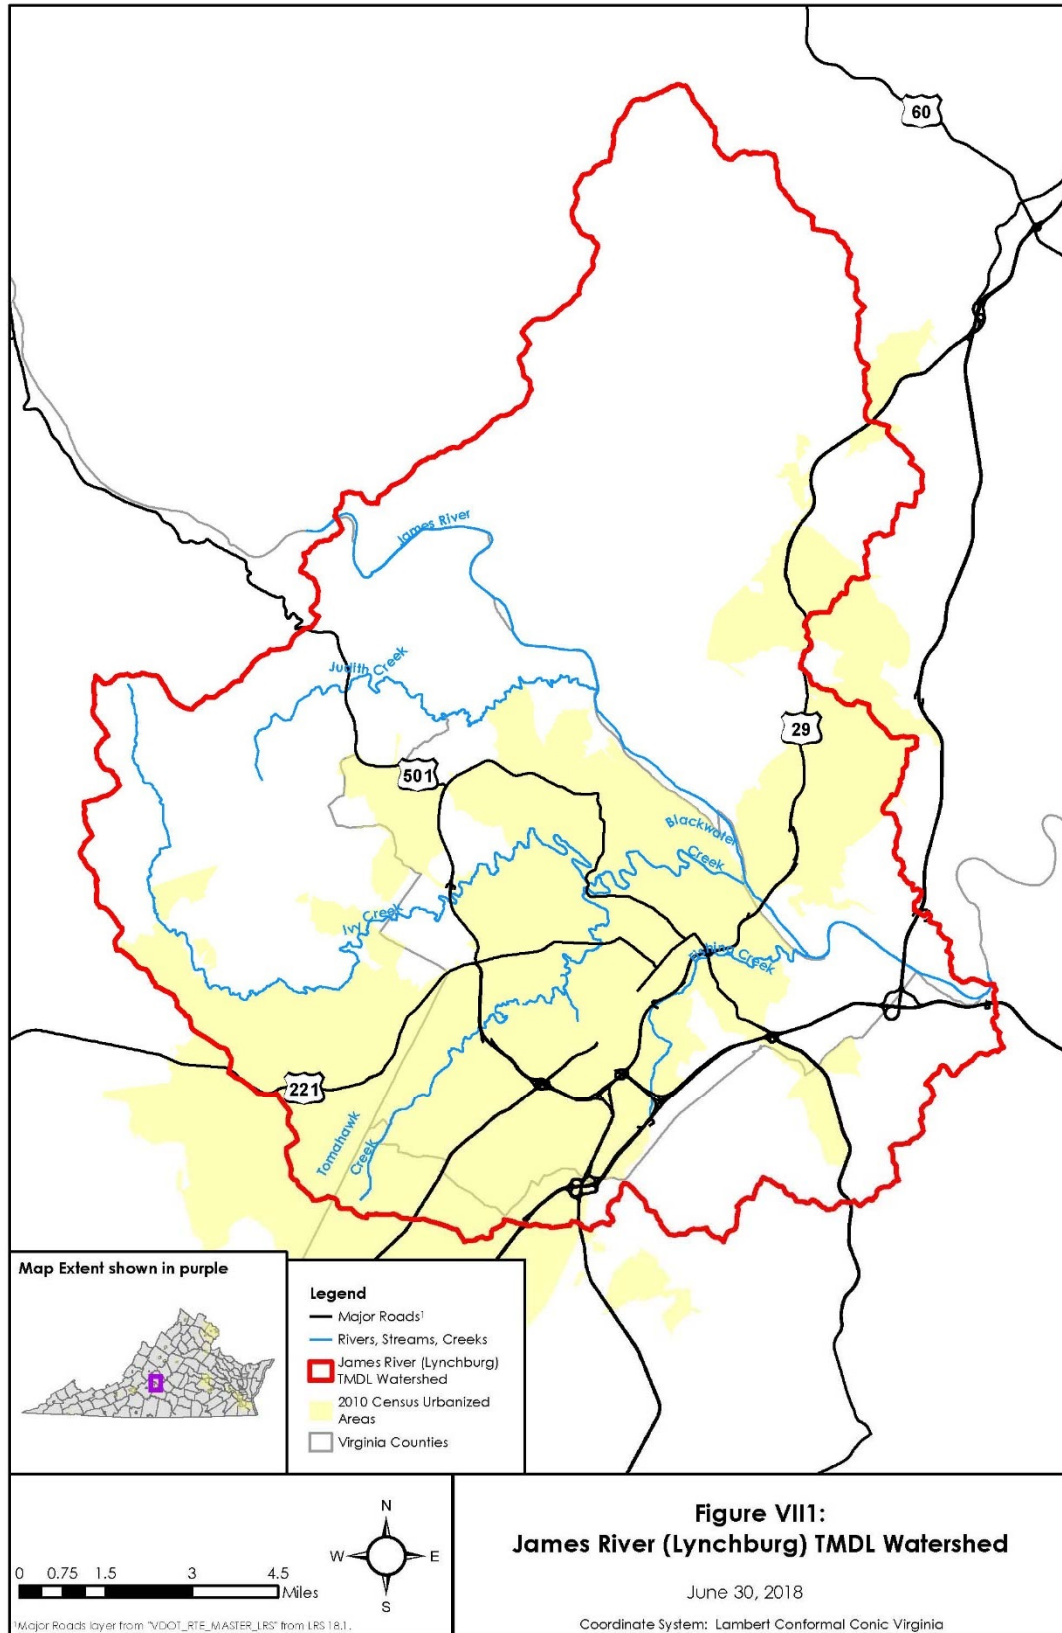 60
James River
Judith Creek
29
501
Blackwater
Creek
Ivy Creek
Fishing Creek
221
Tomahawk
Creek
Map Extent shown in purple
Legend
Major Roads¹
Rivers, Streams, Creeks
James River (Lynchburg)
TMDL Watershed
2010 Census Urbanized
Areas
Virginia Counties
N
W E
S
0 0.75 1.5 3 4.5
Miles
¹Major Roads layer from "VDOT_RTE_MASTER_LRS" from LRS 18.1.
Figure VII1:
James River (Lynchburg) TMDL Watershed
June 30, 2018
Coordinate System: Lambert Conformal Conic Virginia